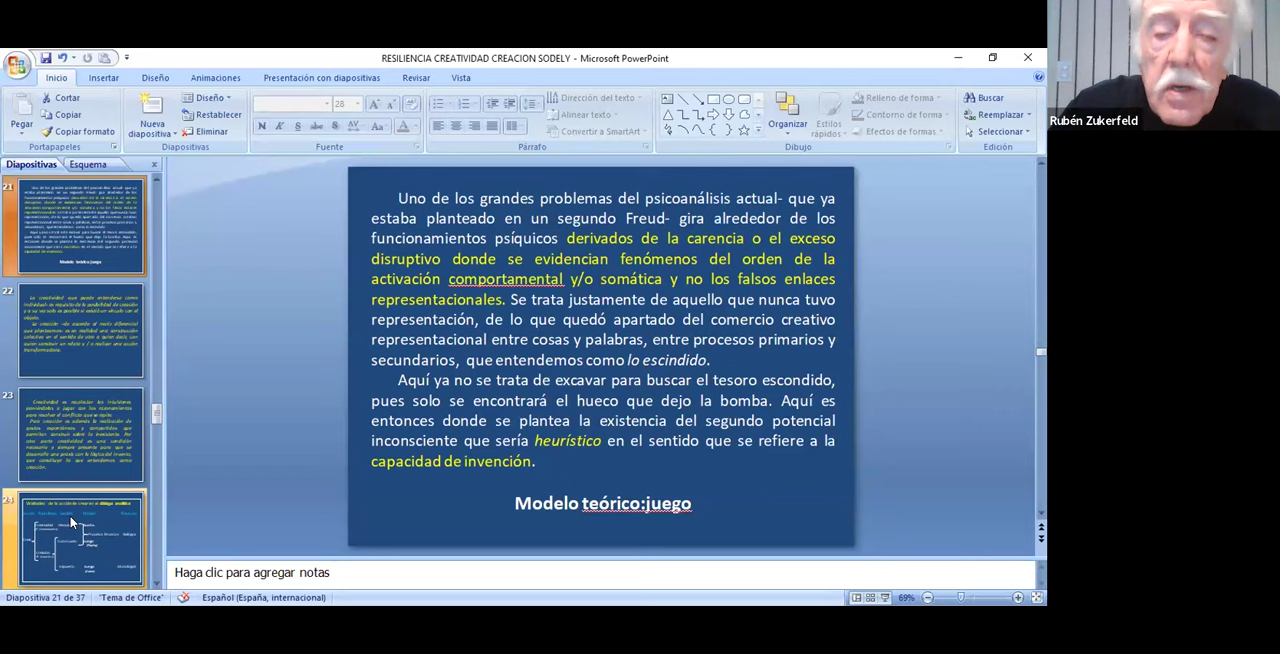 RESILIENCIA CREATIVIDAD CREACION SODELY - Microsoft PowerPoint
Inicio Insertar Diseño Animaciones Presentación con diapositivas Revisar Vista
Pegar
Cortar
Copiar
Copiar formato
Portapapeles
Nueva
diapositiva
Diseño
Restablecer
Eliminar
Diapositivas
28
N K S abe S AV Aa A
Fuente
Dirección del texto
Alinear texto
Convertir a SmartArt
Párrafo
Organizar
Estilos
rápidos
Relleno de forma
Contorno de forma
Efectos de formas
Dibujo
Buscar
Reemplazar
Seleccionar
Edición
Rubén Zukerfeld
Diapositivas Esquema
21
22
23
24
Uno de los grandes problemas del psicoanálisis actual- que ya
estaba planteado en un segundo Freud- gira alrededor de los
funcionamientos psíquicos derivados de la carencia o el exceso
disruptivo donde se evidencian fenómenos del orden de la
activación comportamental y/o somática y no los falsos enlaces
representacionales. Se trata justamente de aquello que nunca tuvo
representación, de lo que quedó apartado del comercio creativo
representacional entre cosas y palabras, entre procesos primarios y
secundarios, que entendemos como lo escindido.
Aquí ya no se trata de excavar para buscar el tesoro escondido,
pues solo se encontrará el hueco que dejo la bomba. Aquí es
entonces donde se plantea la existencia del segundo potencial
inconsciente que sería heurístico en el sentido que se refiere a la
capacidad de invención.
Modelo teórico:juego
Haga clic para agregar notas
Diapositiva 21 de 37 "Tema de Office" Español (España, internacional) 69%